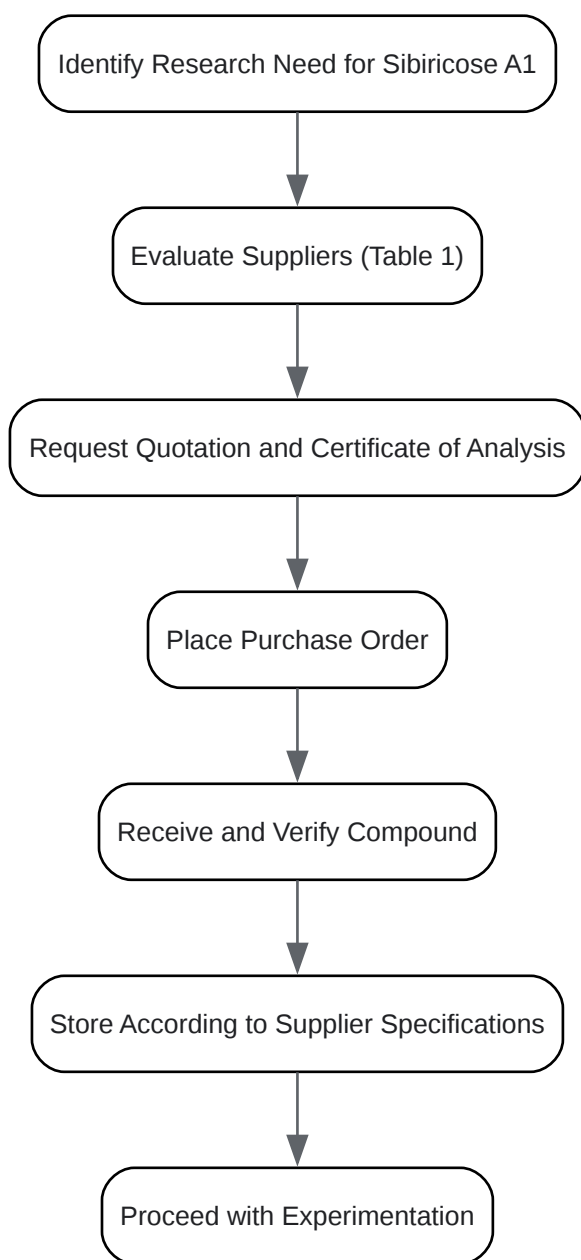 Identify Research Need for Sibiricose A1
Evaluate Suppliers (Table 1)
Request Quotation and Certificate of Analysis
Place Purchase Order
Receive and Verify Compound
Store According to Supplier Specifications
Proceed with Experimentation